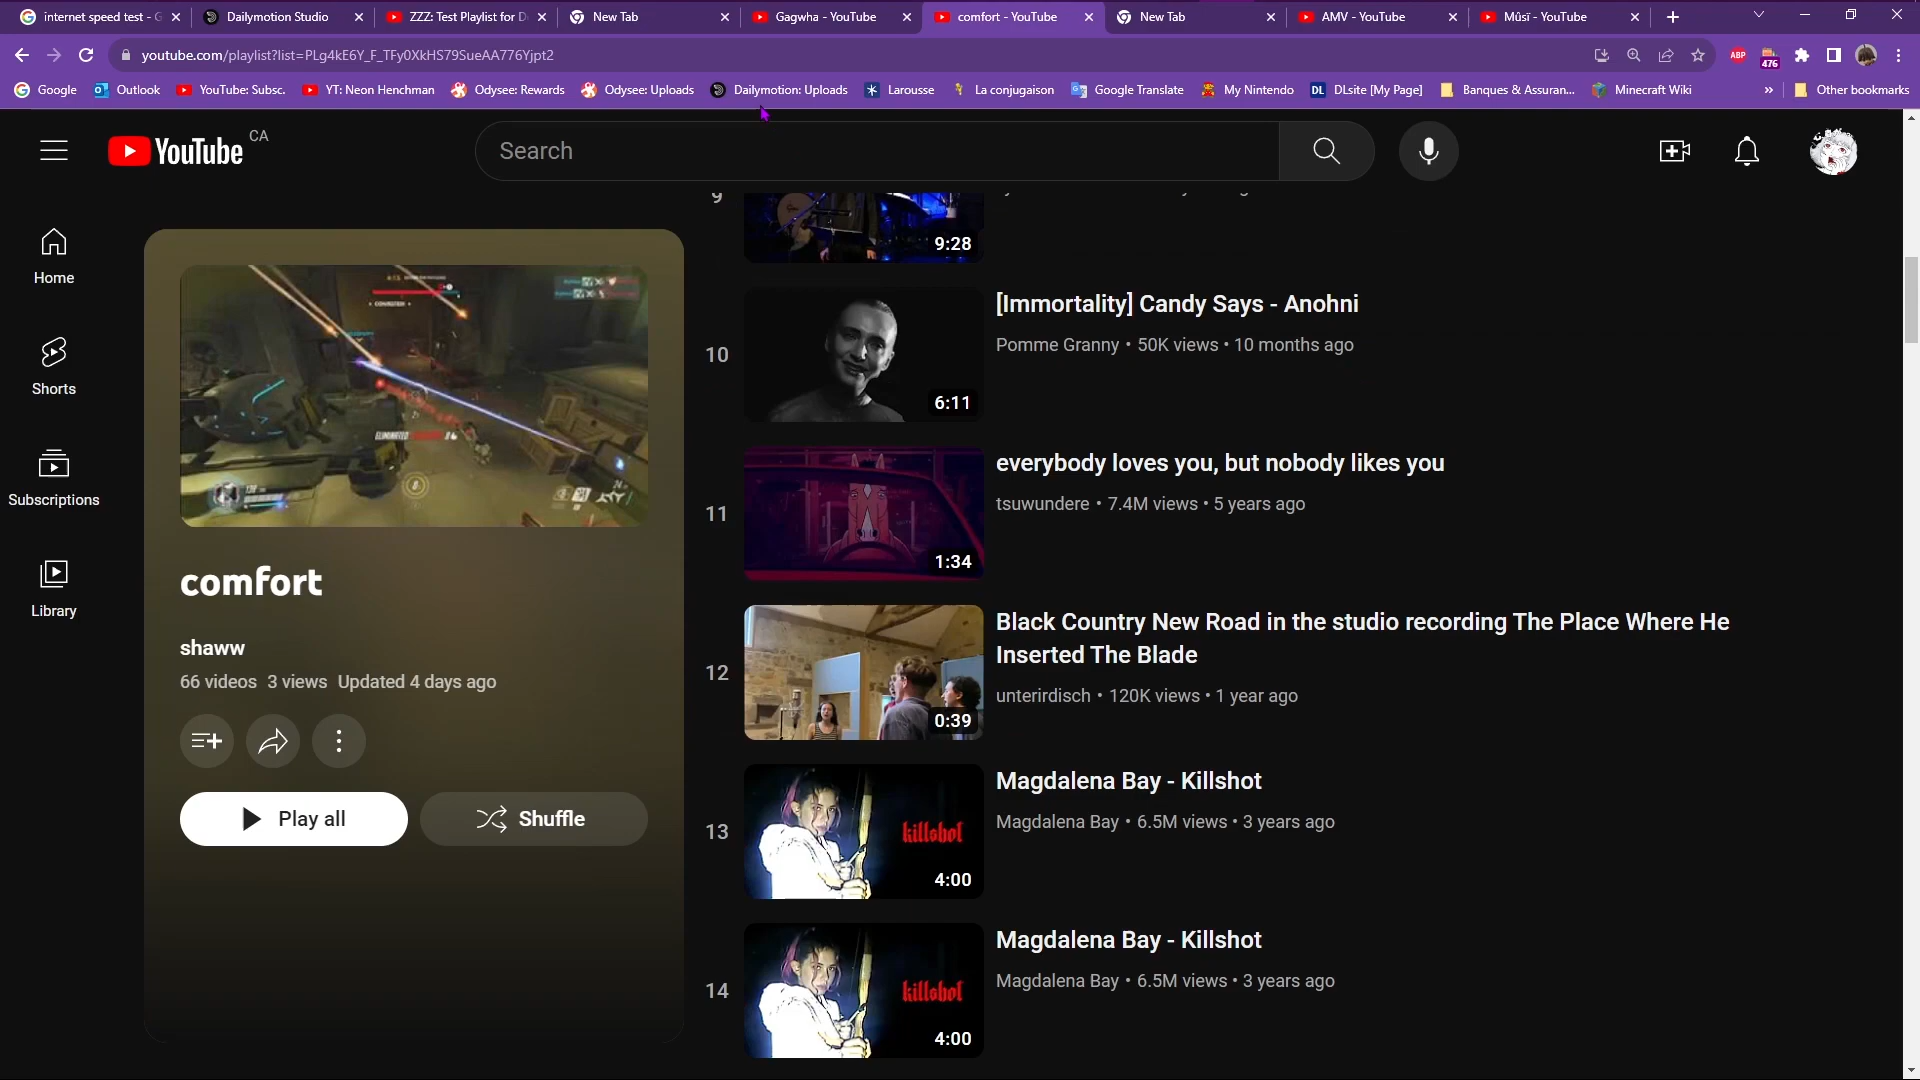 internet speed test - G
Dailymotion Studio
ZZZ: Test Playlist for D
New Tab
Gagwha - YouTube
comfort - YouTube
New Tab
AMV - YouTube
Mûsï - YouTube
youtube.com/playlist?list=PLg4kE6Y_F_TFy0XkHS79SueAA776Yjpt2
ABP
476
Google
Outlook
YouTube: Subsc.
YT: Neon Henchman
Odysee: Rewards
Odysee: Uploads
Dailymotion: Uploads
Larousse
La conjugaison
Google Translate
My Nintendo
DL DLsite [My Page]
Banques & Assuran...
Minecraft Wiki
»
Other bookmarks
YouTube CA
Search
Home
Shorts
Subscriptions
Library
ELIMINATED
comfort
shaww
66 videos 3 views Updated 4 days ago
Play all
Shuffle
9
9:28
10
6:11
[Immortality] Candy Says - Anohni
Pomme Granny • 50K views • 10 months ago
11
1:34
everybody loves you, but nobody likes you
tsuwundere • 7.4M views • 5 years ago
12
0:39
Black Country New Road in the studio recording The Place Where He
Inserted The Blade
unterirdisch • 120K views • 1 year ago
13
killshot
4:00
Magdalena Bay - Killshot
Magdalena Bay • 6.5M views • 3 years ago
14
killshot
4:00
Magdalena Bay - Killshot
Magdalena Bay • 6.5M views • 3 years ago